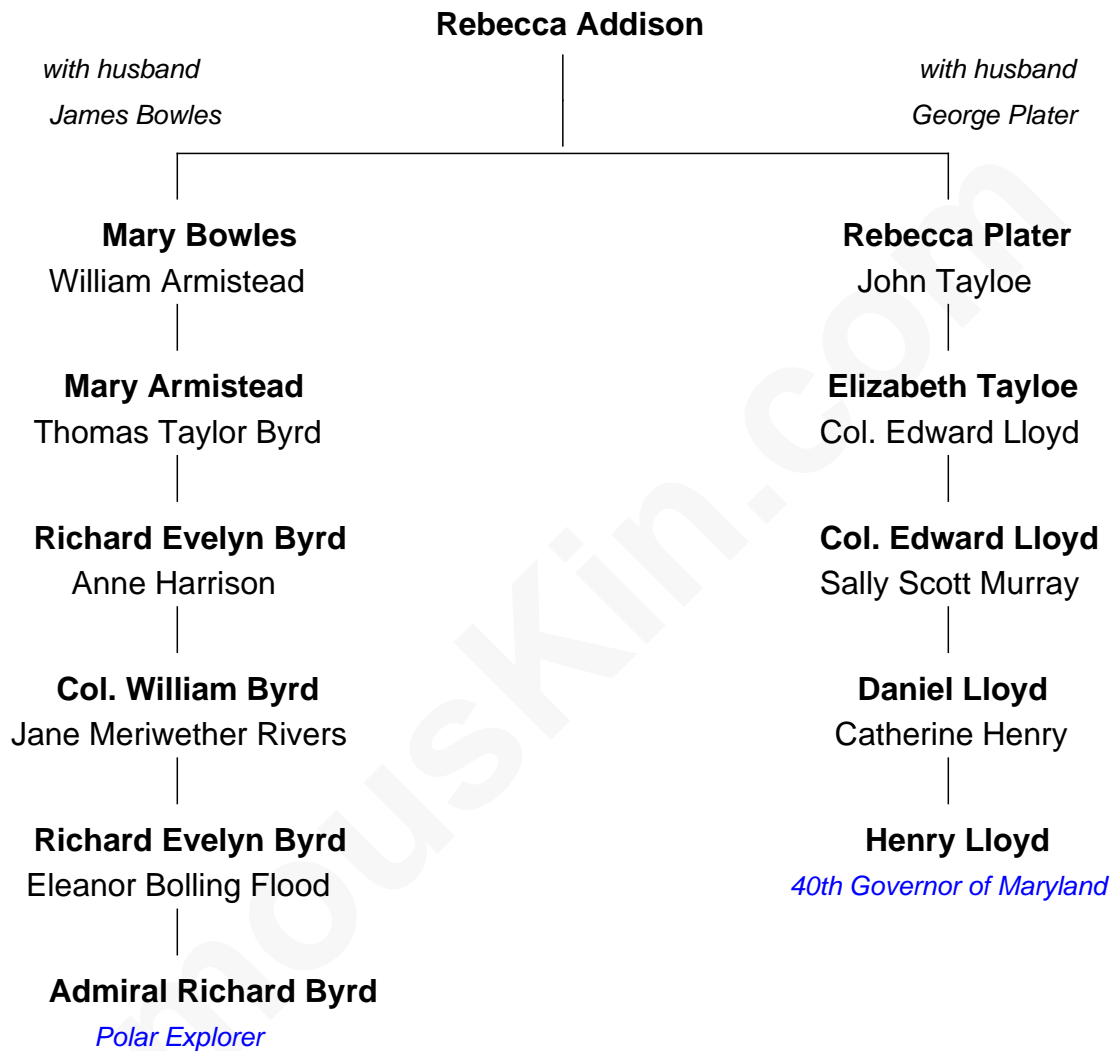 Rebecca Addison
with husband
James Bowles
with husband
George Plater
Mary Bowles
William Armistead
Rebecca Plater
John Tayloe
Mary Armistead
Thomas Taylor Byrd
Elizabeth Tayloe
Col. Edward Lloyd
Richard Evelyn Byrd
Anne Harrison
Col. Edward Lloyd
Sally Scott Murray
Col. William Byrd
Jane Meriwether Rivers
Daniel Lloyd
Catherine Henry
Richard Evelyn Byrd
Eleanor Bolling Flood
Henry Lloyd
40th Governor of Maryland
Admiral Richard Byrd
Polar Explorer
mouskin.com